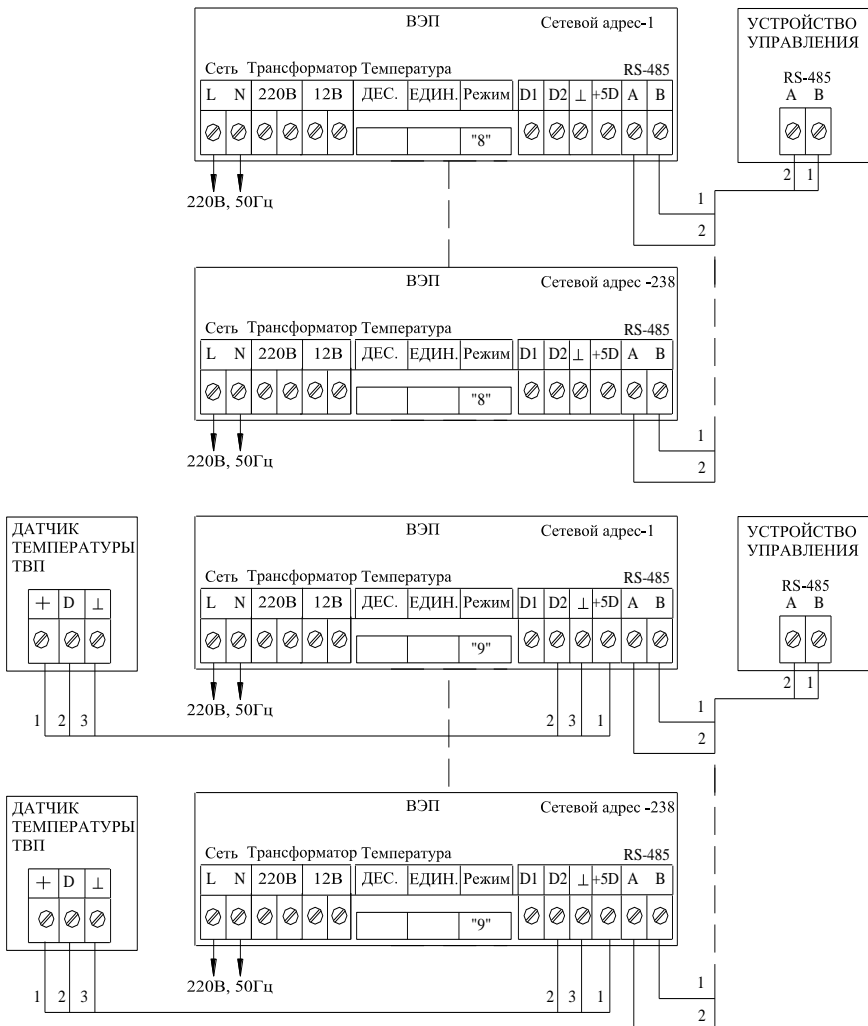 ВЭП Сетевой адрес-1 УСТРОЙСТВО
УПРАВЛЕНИЯ
Сеть Трансформатор Температура RS-485 RS-485
L N 220В 12В ДЕС. ЕДИН. Режим D1 D2 ⊥ +5D A B A B
"8"
2 1
220В, 50Гц
1
2
ВЭП Сетевой адрес -238
Сеть Трансформатор Температура RS-485
L N 220В 12В ДЕС. ЕДИН. Режим D1 D2 ⊥ +5D A B
"8"
220В, 50Гц
1
2
ДАТЧИК
ТЕМПЕРАТУРЫ
ТВП
+ D ⊥
1 2 3
ВЭП Сетевой адрес-1 УСТРОЙСТВО
УПРАВЛЕНИЯ
Сеть Трансформатор Температура RS-485 RS-485
L N 220В 12В ДЕС. ЕДИН. Режим D1 D2 ⊥ +5D A B A B
"9"
2 1
220В, 50Гц
2 3 1
1
2
ДАТЧИК
ТЕМПЕРАТУРЫ
ТВП
+ D ⊥
1 2 3
ВЭП Сетевой адрес -238
Сеть Трансформатор Температура RS-485
L N 220В 12В ДЕС. ЕДИН. Режим D1 D2 ⊥ +5D A B
"9"
220В, 50Гц
2 3 1
1
2